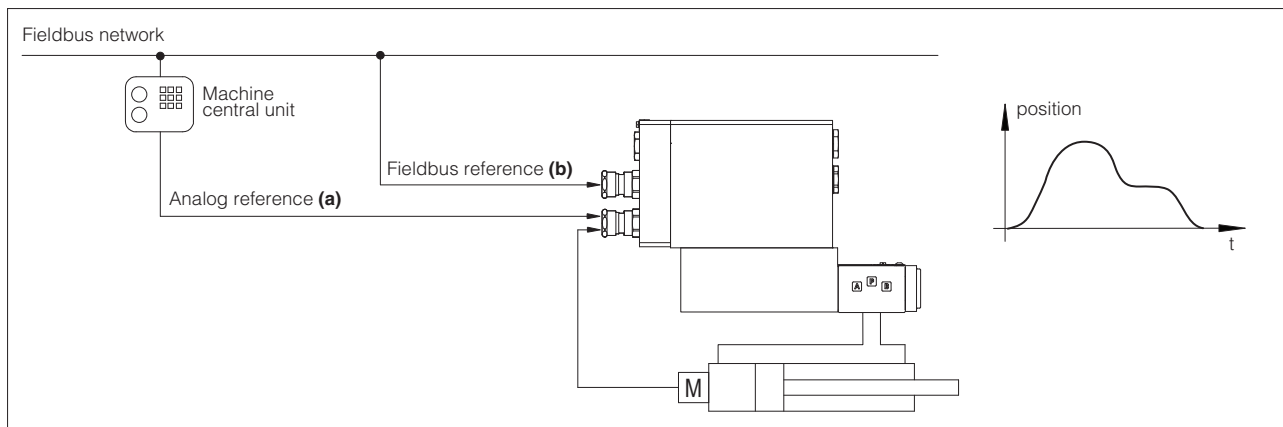 Fieldbus network
Machine
central unit
position
Fieldbus reference (b)
Analog reference (a)
t
A P B
M